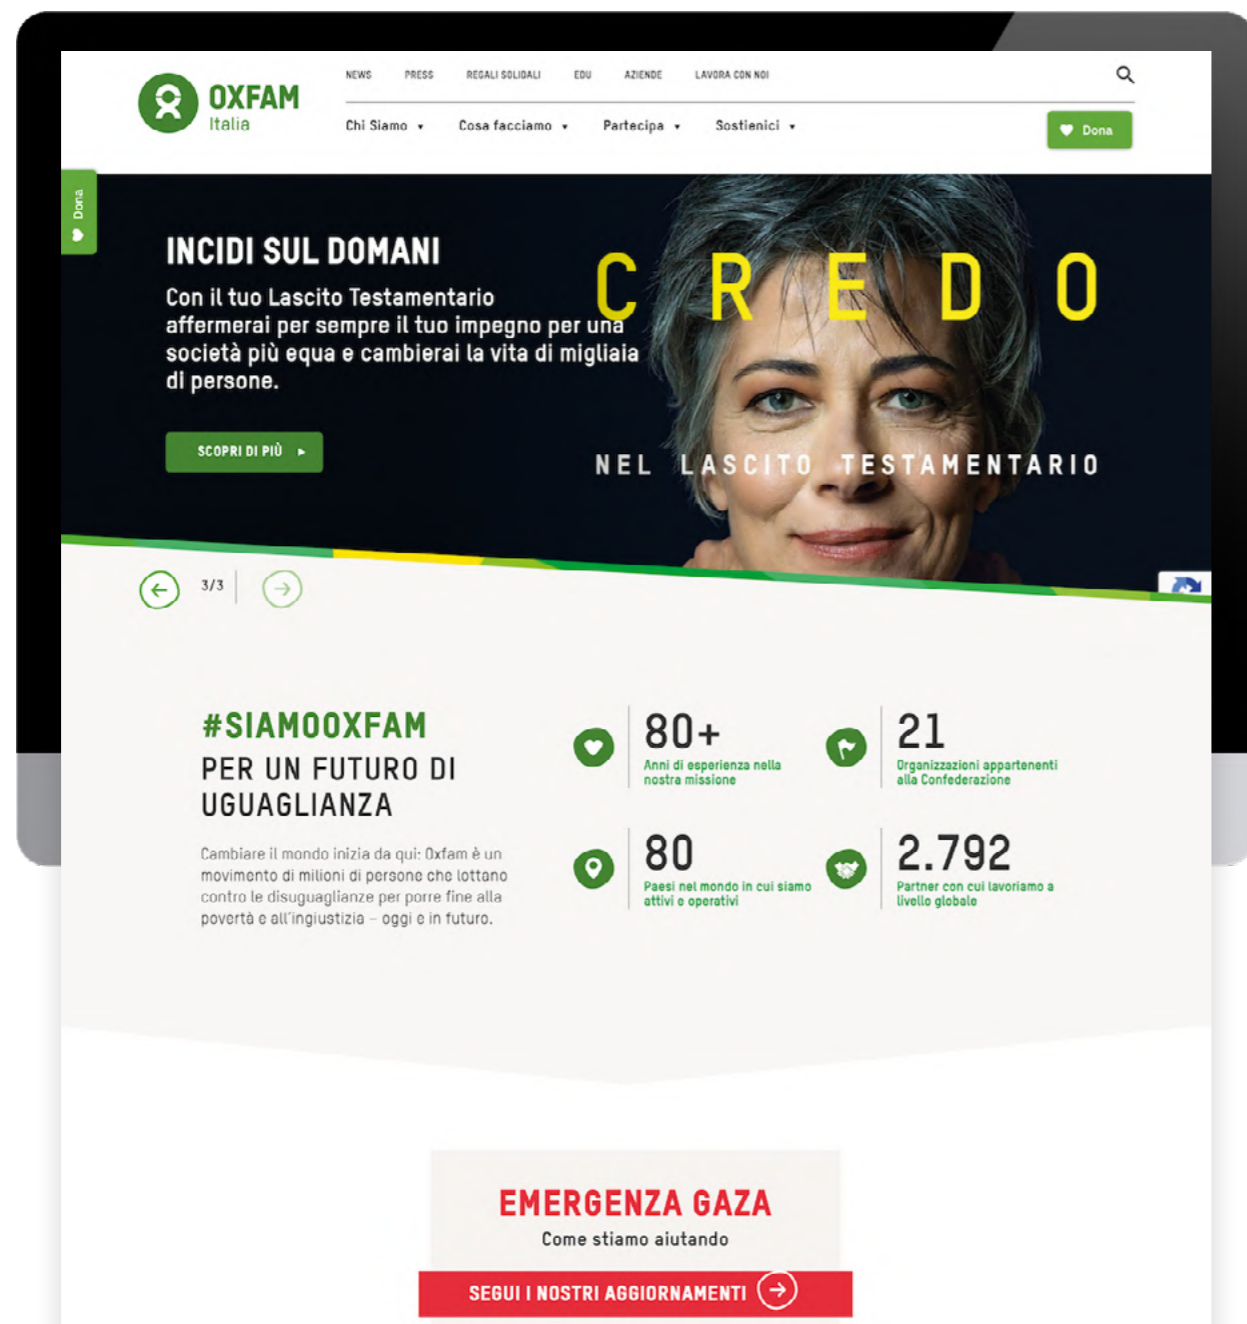 NEWS PRESS REGALI SOLIDALI EDU AZIENDE LAVORA CON NOI
OXFAM
Italia
Chi Siamo Cosa facciamo Partecipa Sostienici
Dona
Dona
INCIDI SUL DOMANI
Con il tuo Lascito Testamentario
affermerai per sempre il tuo impegno per una
società più equa e cambierai la vita di migliaia
di persone.
SCOPRI DI PIÙ
CREDO
NEL LASCITO TESTAMENTARIO
3/3
#SIAMOOXFAM
PER UN FUTURO DI
UGUAGLIANZA
Cambiare il mondo inizia da qui: Oxfam è un
movimento di milioni di persone che lottano
contro le disuguaglianze per porre fine alla
povertà e all'ingiustizia – oggi e in futuro.
80+
Anni di esperienza nella
nostra missione
21
Organizzazioni appartenenti
alla Confederazione
80
Paesi nel mondo in cui siamo
attivi e operativi
2.792
Partner con cui lavoriamo a
livello globale
EMERGENZA GAZA
Come stiamo aiutando
SEGUI I NOSTRI AGGIORNAMENTI